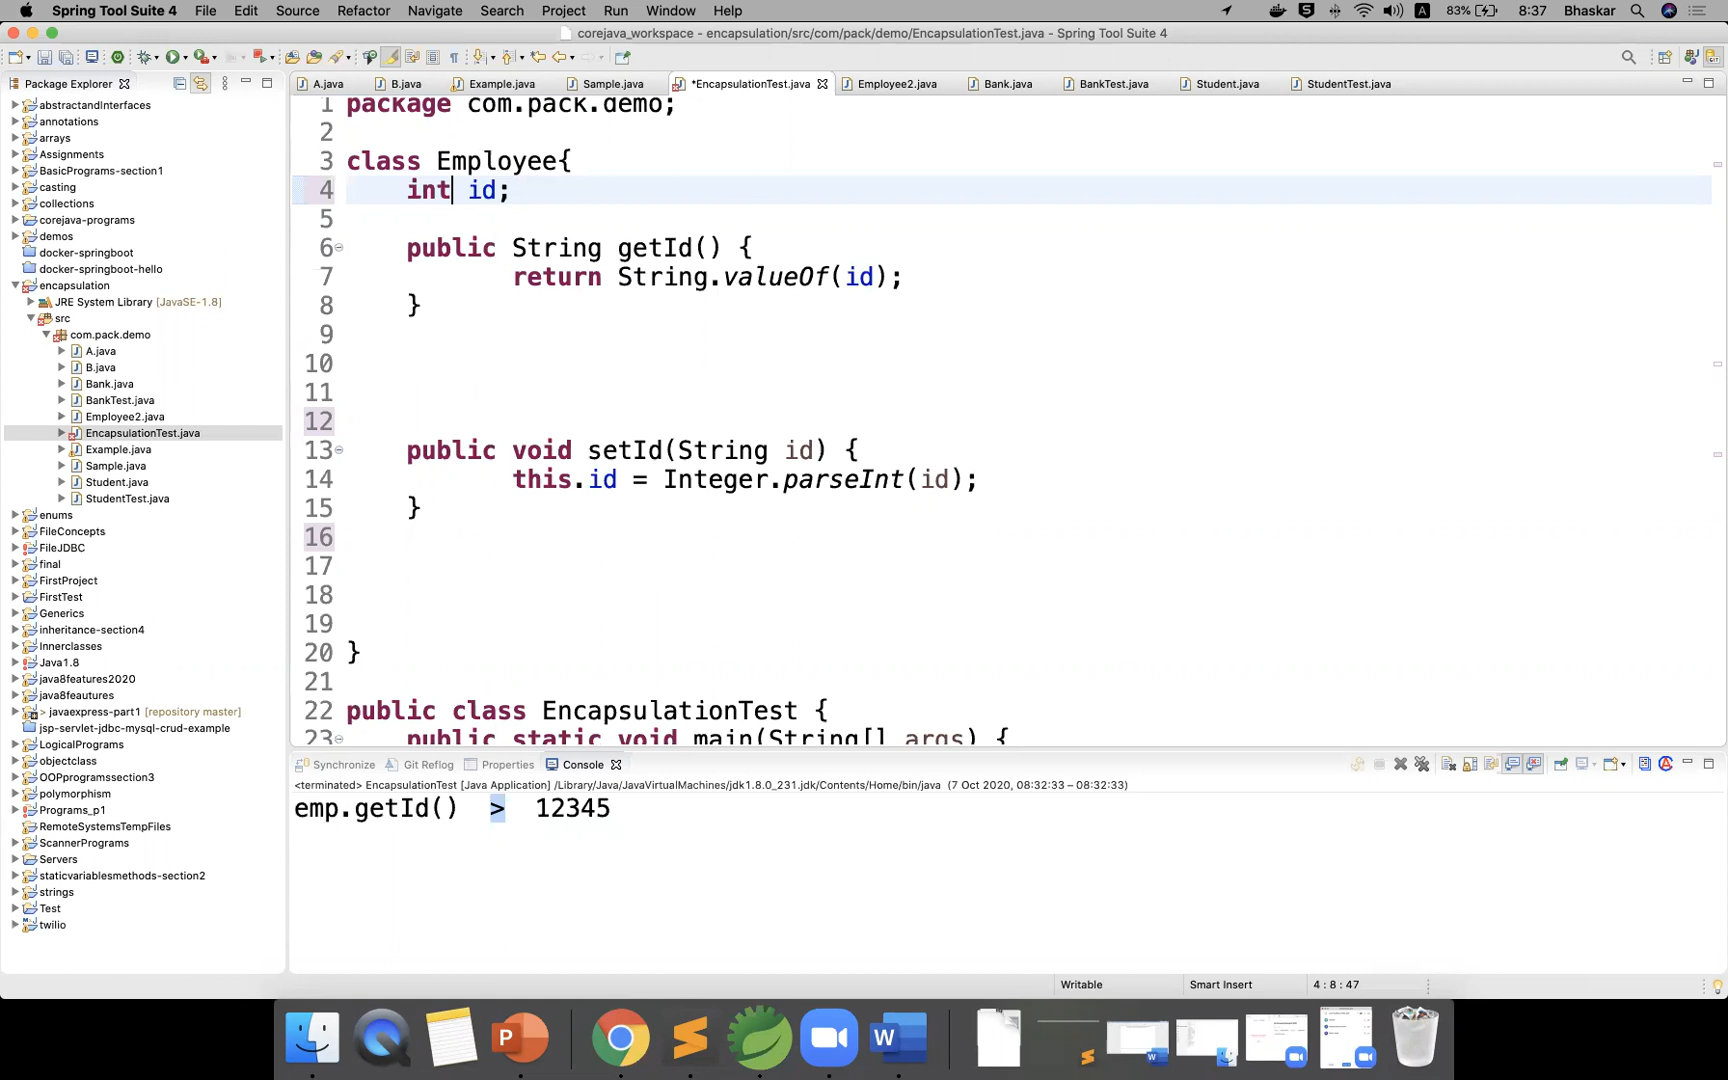 Spring Tool Suite 4 File Edit Source Refactor Navigate Search Project Run Window Help 83% 8:37 Bhaskar
corejava_workspace - encapsulation/src/com/pack/demo/EncapsulationTest.java - Spring Tool Suite 4
Package Explorer
A.java B.java Example.java Sample.java *EncapsulationTest.java Employee2.java Bank.java BankTest.java Student.java StudentTest.java
abstractandInterfaces
annotations
arrays
Assignments
BasicPrograms-section1
casting
collections
corejava-programs
demos
docker-springboot
docker-springboot-hello
encapsulation
JRE System Library [JavaSE-1.8]
src
com.pack.demo
A.java
B.java
Bank.java
BankTest.java
Employee2.java
EncapsulationTest.java
Example.java
Sample.java
Student.java
StudentTest.java
enums
FileConcepts
FileJDBC
final
FirstProject
FirstTest
Generics
inheritance-section4
Innerclasses
Java1.8
java8features2020
java8feautures
> javaexpress-part1 [repository master]
jsp-servlet-jdbc-mysql-crud-example
LogicalPrograms
objectclass
OOPprogramssection3
polymorphism
Programs_p1
RemoteSystemsTempFiles
ScannerPrograms
Servers
staticvariablesmethods-section2
strings
Test
twilio
1 package com.pack.demo;
2
3 class Employee{
4 int id;
5
6 public String getId() {
7 return String.valueOf(id);
8 }
9
10
11
12
13 public void setId(String id) {
14 this.id = Integer.parseInt(id);
15 }
16
17
18
19
20 }
21
22 public class EncapsulationTest {
23 public static void main(String[] args) {
Synchronize Git Reflog Properties Console
<terminated> EncapsulationTest [Java Application] /Library/Java/JavaVirtualMachines/jdk1.8.0_231.jdk/Contents/Home/bin/java (7 Oct 2020, 08:32:33 – 08:32:33)
emp.getId() > 12345
Writable Smart Insert 4 : 8 : 47